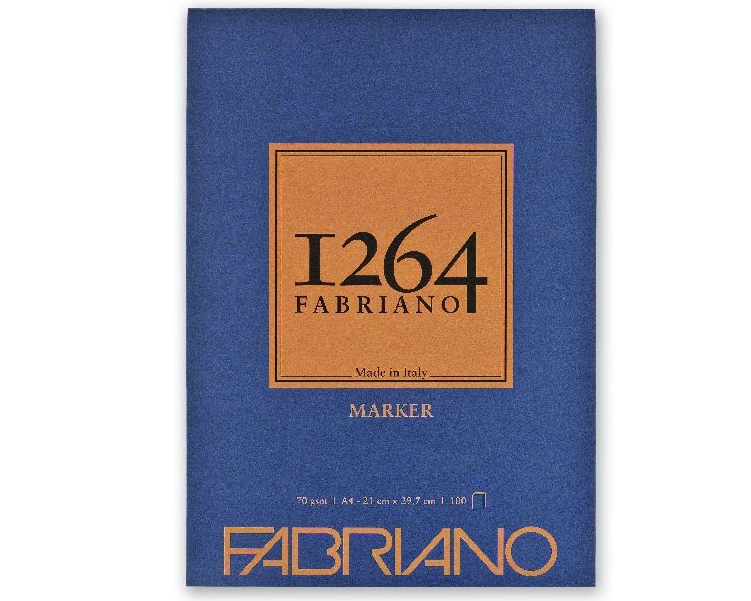 1264
FABRIANO
Made in Italy
MARKER
70 gsm | A4 - 21 cm x 29,7 cm | 100
FABRIANO